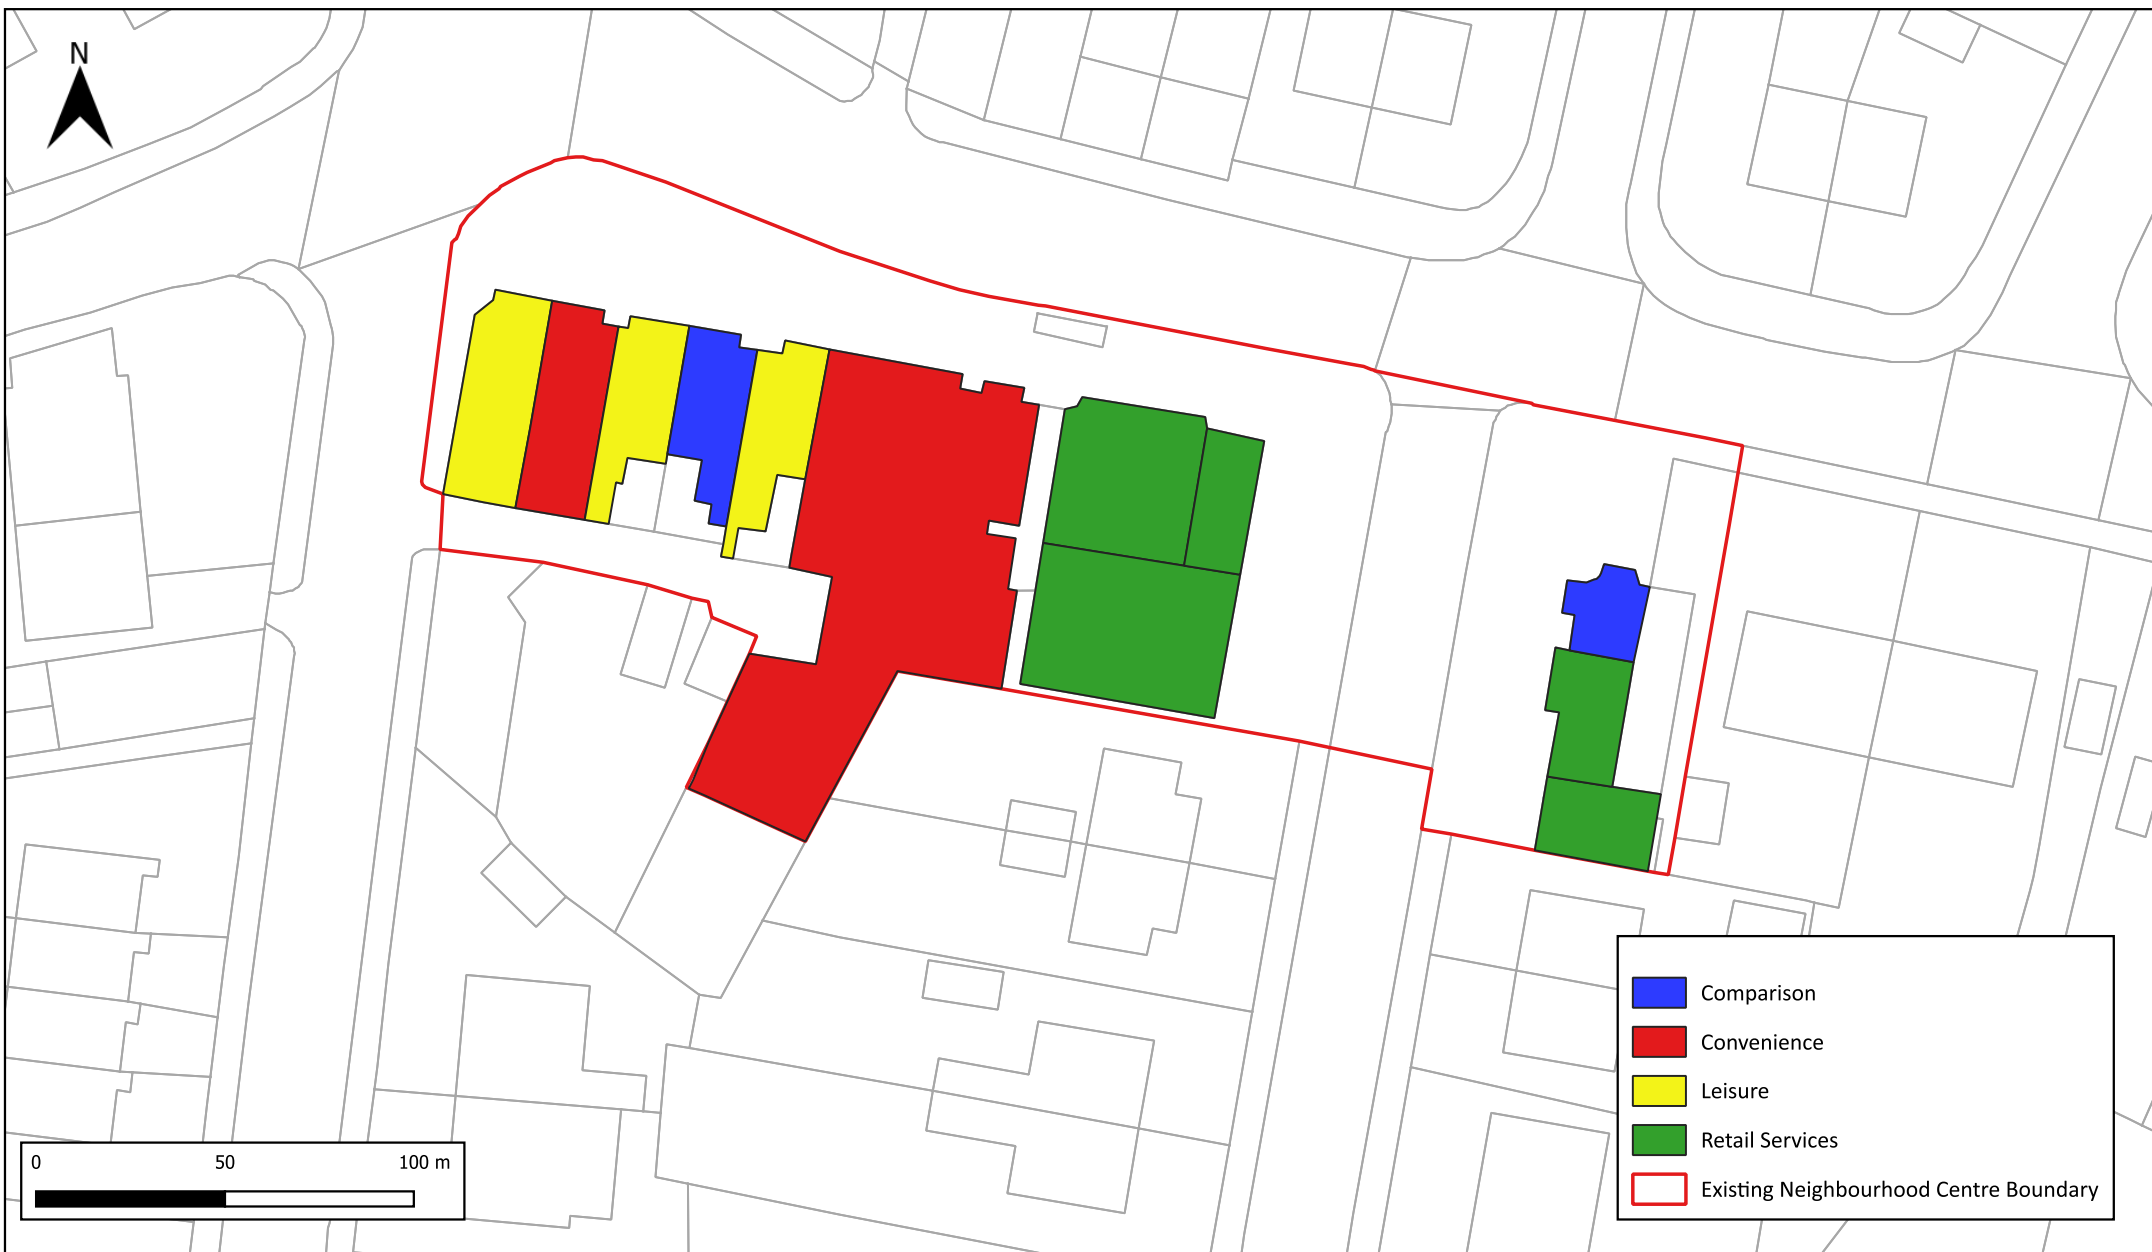 N
Comparison
Convenience
Leisure
Retail Services
Existing Neighbourhood Centre Boundary
0 50 100 m